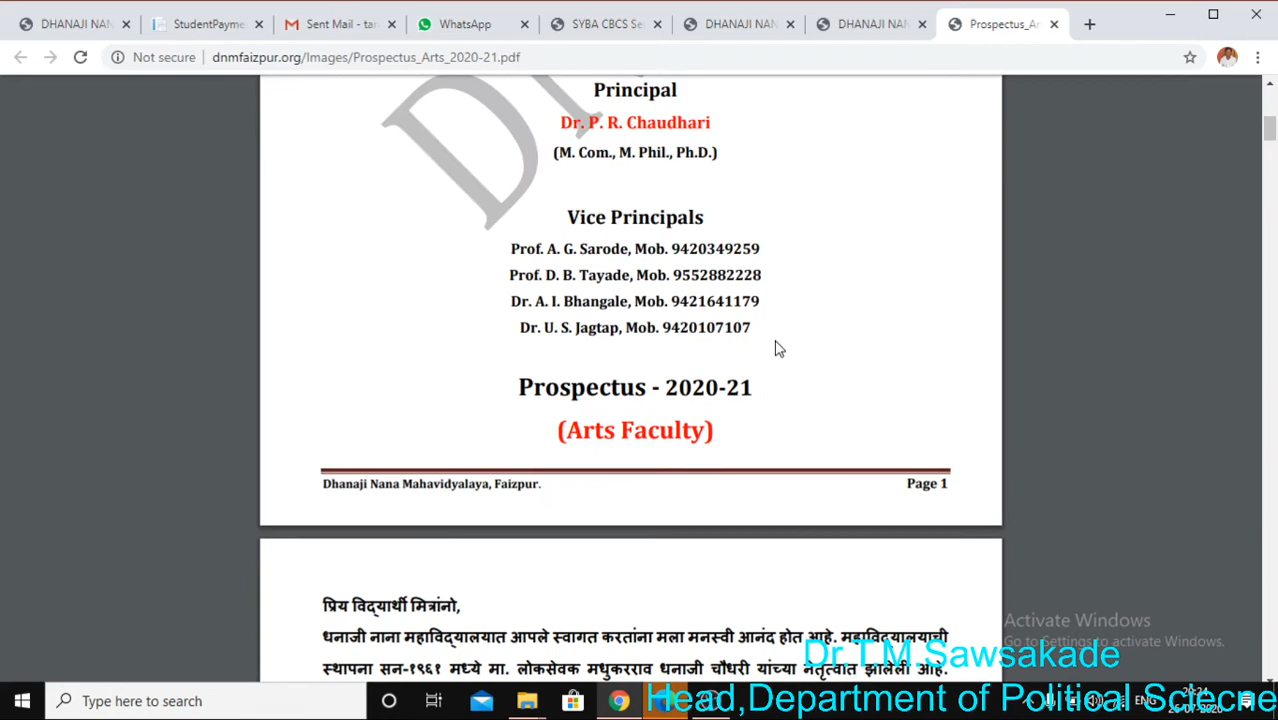 DHANAJI NAN
StudentPayme
Sent Mail - tar
WhatsApp
SYBA CBCS Se
DHANAJI NAN
DHANAJI NAN
Prospectus_Ar
Not secure
dnmfaizpur.org/Images/Prospectus_Arts_2020-21.pdf
Principal
Dr. P. R. Chaudhari
(M. Com., M. Phil., Ph.D.)
Vice Principals
Prof. A. G. Sarode, Mob. 9420349259
Prof. D. B. Tayade, Mob. 9552882228
Dr. A. I. Bhangale, Mob. 9421641179
Dr. U. S. Jagtap, Mob. 9420107107
Prospectus - 2020-21
(Arts Faculty)
Dhanaji Nana Mahavidyalaya, Faizpur.
Page 1
प्रिय विद्यार्थी मित्रांनो,
धनाजी नाना महाविद्यालयात आपले स्वागत करतांना मला मनस्वी आनंद होत आहे. महाविद्यालयाची
स्थापना सन-१९६१ मध्ये मा. लोकसेवक मधुकरराव धनाजी चौधरी यांच्या नेतृत्वात झालेली आहे.
Activate Windows
Go to Settings to activate Windows.
Dr.T.M.Sawsakade
Head,Department of Political Sciecne
Type here to search
ENG
26-07-2020